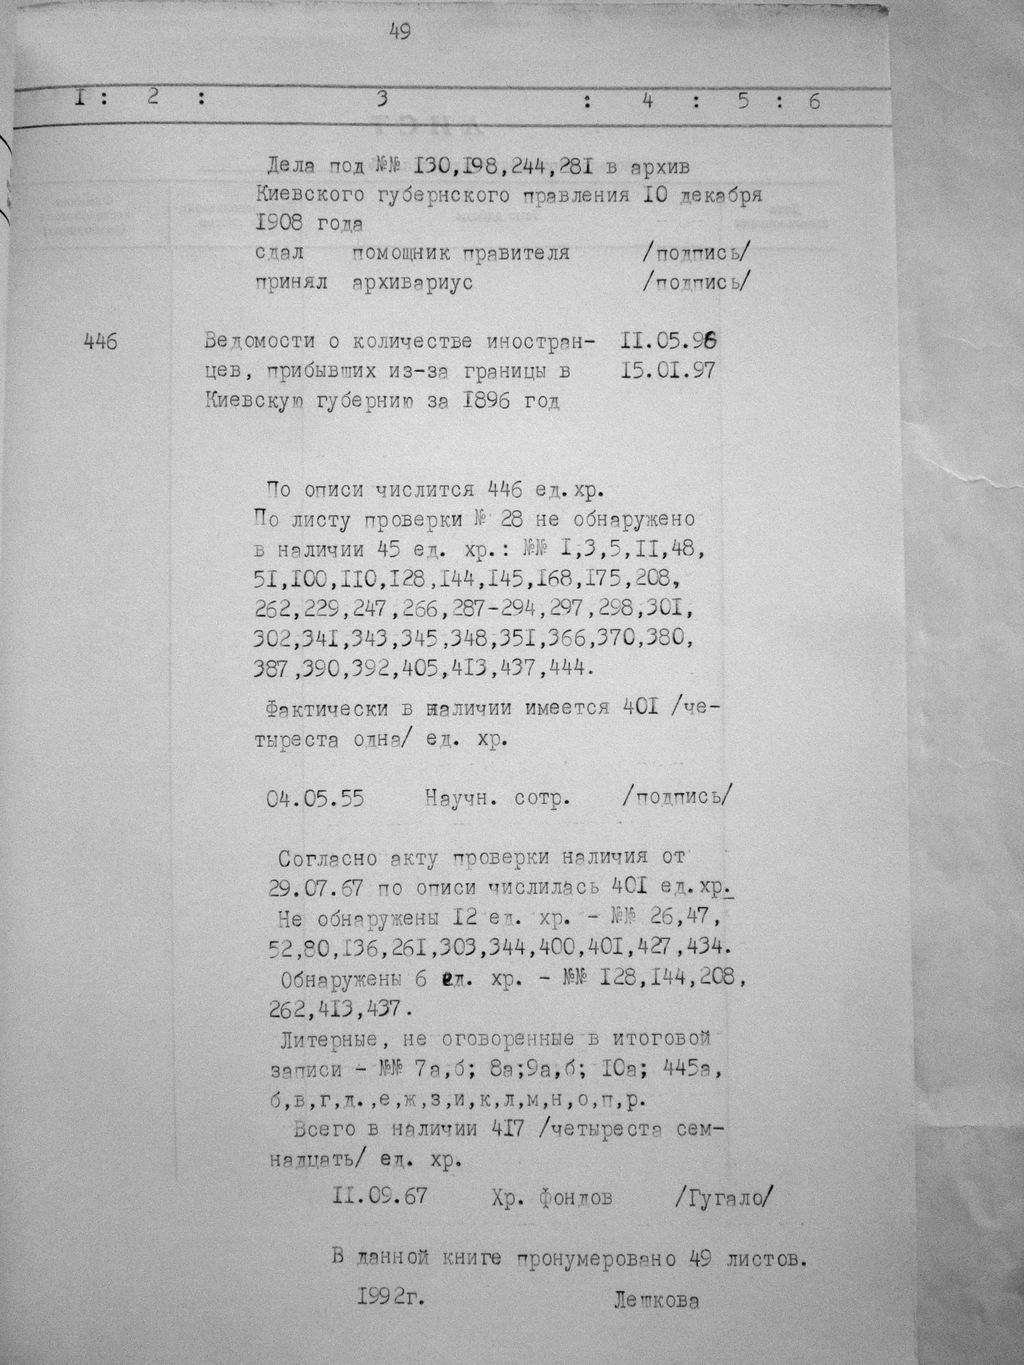 49
I : 2 : 3 : 4 : 5 : 6
Дела под №№ I30,I98,244,28I в архив
Киевского губернского правления I0 декабря
I908 года
сдал помощник правителя /подпись/
принял архивариус /подпись/
446 Ведомости о количестве иностран- II.05.96
цев, прибывших из-за границы в I5.0I.97
Киевскую губернию за I896 год
По описи числится 446 ед.хр.
По листу проверки № 28 не обнаружено
в наличии 45 ед. хр.: №№ I,3,5,II,48,
5I,I00,II0,I28,I44,I45,I68,I75,208,
262,229,247,266,287-294,297,298,30I,
302,34I,343,345,348,35I,366,370,380,
387,390,392,405,4I3,437,444.
Фактически в наличии имеется 40I /че-
тыреста одна/ ед. хр.
04.05.55 Научн. сотр. /подпись/
Согласно акту проверки наличия от
29.07.67 по описи числилась 40I ед.хр.
Не обнаружены I2 ед. хр. - №№ 26,47,
52,80,I36,26I,303,344,400,40I,427,434.
Обнаружены 6 ед. хр. - №№ I28,I44,208,
262,4I3,437.
Литерные, не оговоренные в итоговой
записи - №№ 7а,б; 8а;9а,б; I0а; 445а,
б,в,г,д.,е,ж,з,и,к,л,м,н,о,п,р.
Всего в наличии 4I7 /четыреста сем-
надцать/ ед. хр.
II.09.67 Хр. фондов /Гугало/
В данной книге пронумеровано 49 листов.
I992г. Лешкова